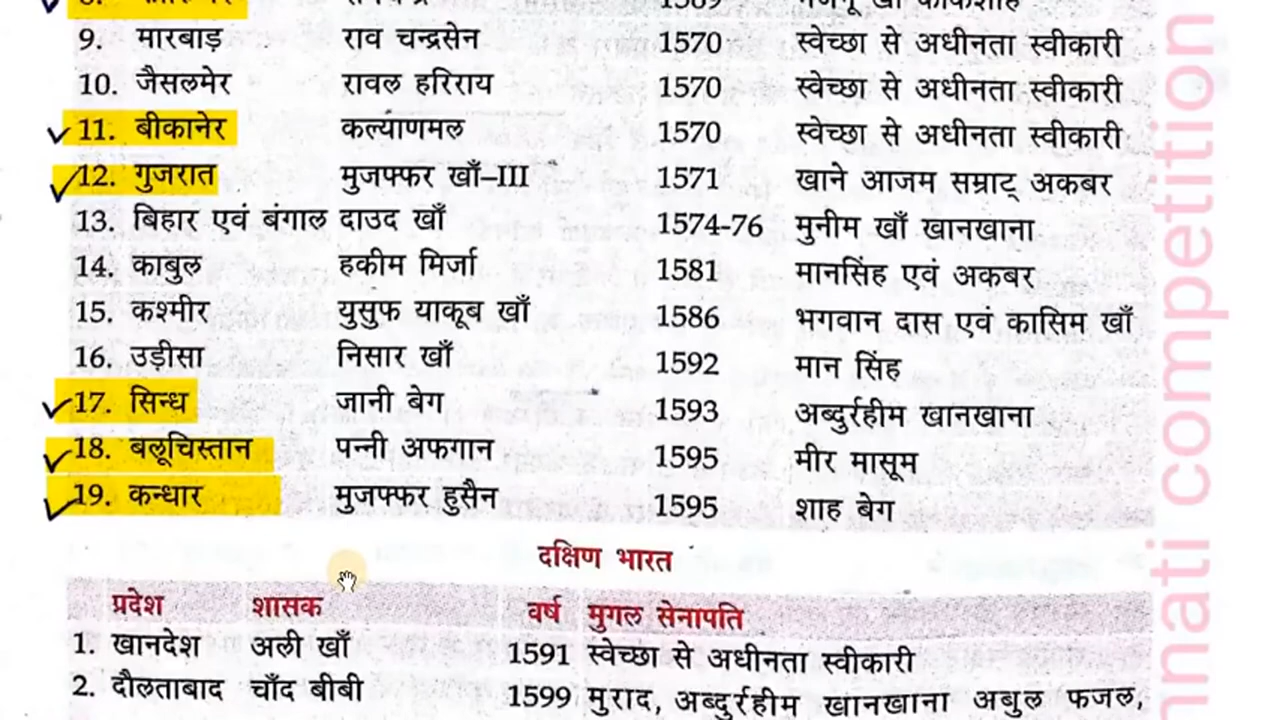 9. मारबाड़ राव चन्द्रसेन 1570 स्वेच्छा से अधीनता स्वीकारी
10. जैसलमेर रावल हरिराय 1570 स्वेच्छा से अधीनता स्वीकारी
11. बीकानेर कल्याणमल 1570 स्वेच्छा से अधीनता स्वीकारी
12. गुजरात मुजफ्फर खाँ-III 1571 खाने आजम सम्राट् अकबर
13. बिहार एवं बंगाल दाउद खाँ 1574-76 मुनीम खाँ खानखाना
14. काबुल हकीम मिर्जा 1581 मानसिंह एवं अकबर
15. कश्मीर युसुफ याकूब खाँ 1586 भगवान दास एवं कासिम खाँ
16. उड़ीसा निसार खाँ 1592 मान सिंह
17. सिन्ध जानी बेग 1593 अब्दुर्रहीम खानखाना
18. बलूचिस्तान पन्नी अफगान 1595 मीर मासूम
19. कन्धार मुजफ्फर हुसैन 1595 शाह बेग
दक्षिण भारत
प्रदेश शासक वर्ष मुगल सेनापति
1. खानदेश अली खाँ 1591 स्वेच्छा से अधीनता स्वीकारी
2. दौलताबाद चाँद बीबी 1599 मुराद, अब्दुर्रहीम खानखाना अबुल फजल,
competition